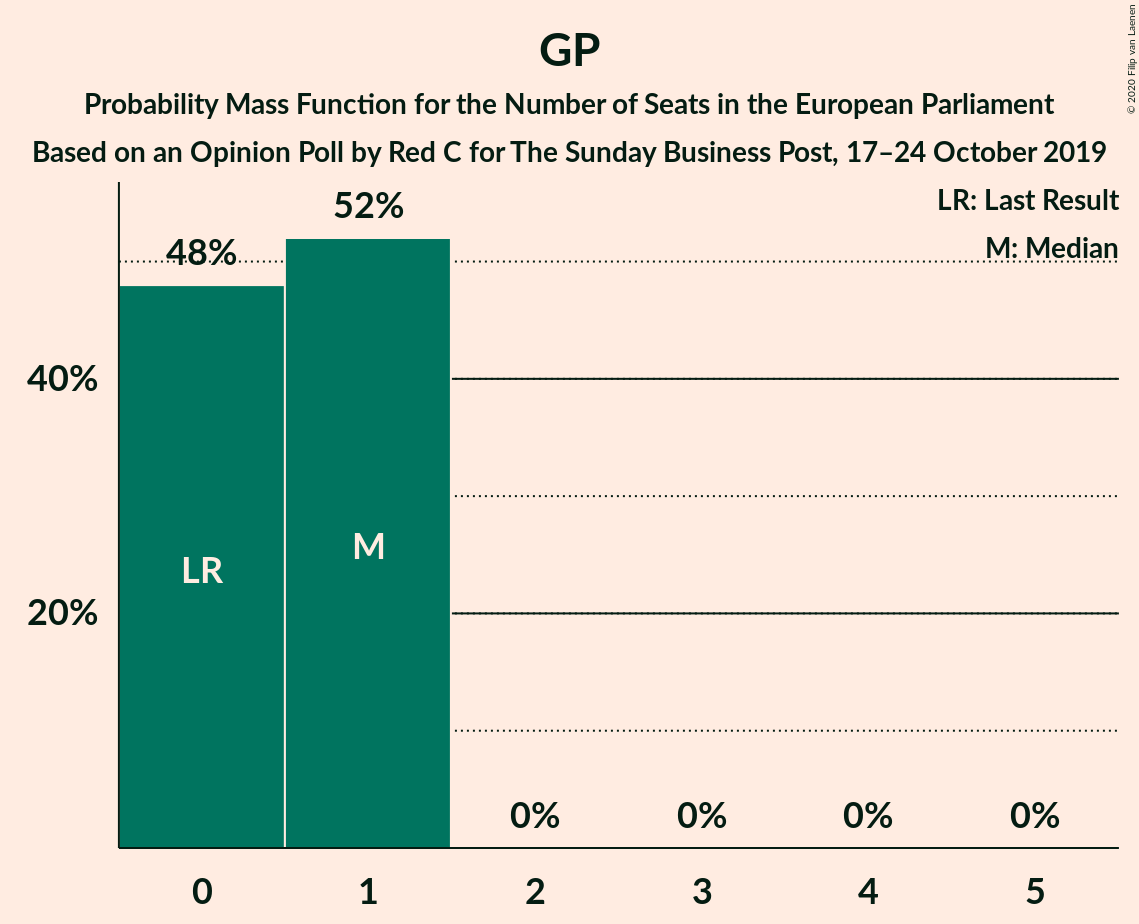 GP
Probability Mass Function for the Number of Seats in the European Parliament
Based on an Opinion Poll by Red C for The Sunday Business Post, 17–24 October 2019
© 2020 Filip van Laenen
LR: Last Result
M: Median
52%
48%
40%
20%
LR
M
0%
0%
0%
0%
0
1
2
3
4
5